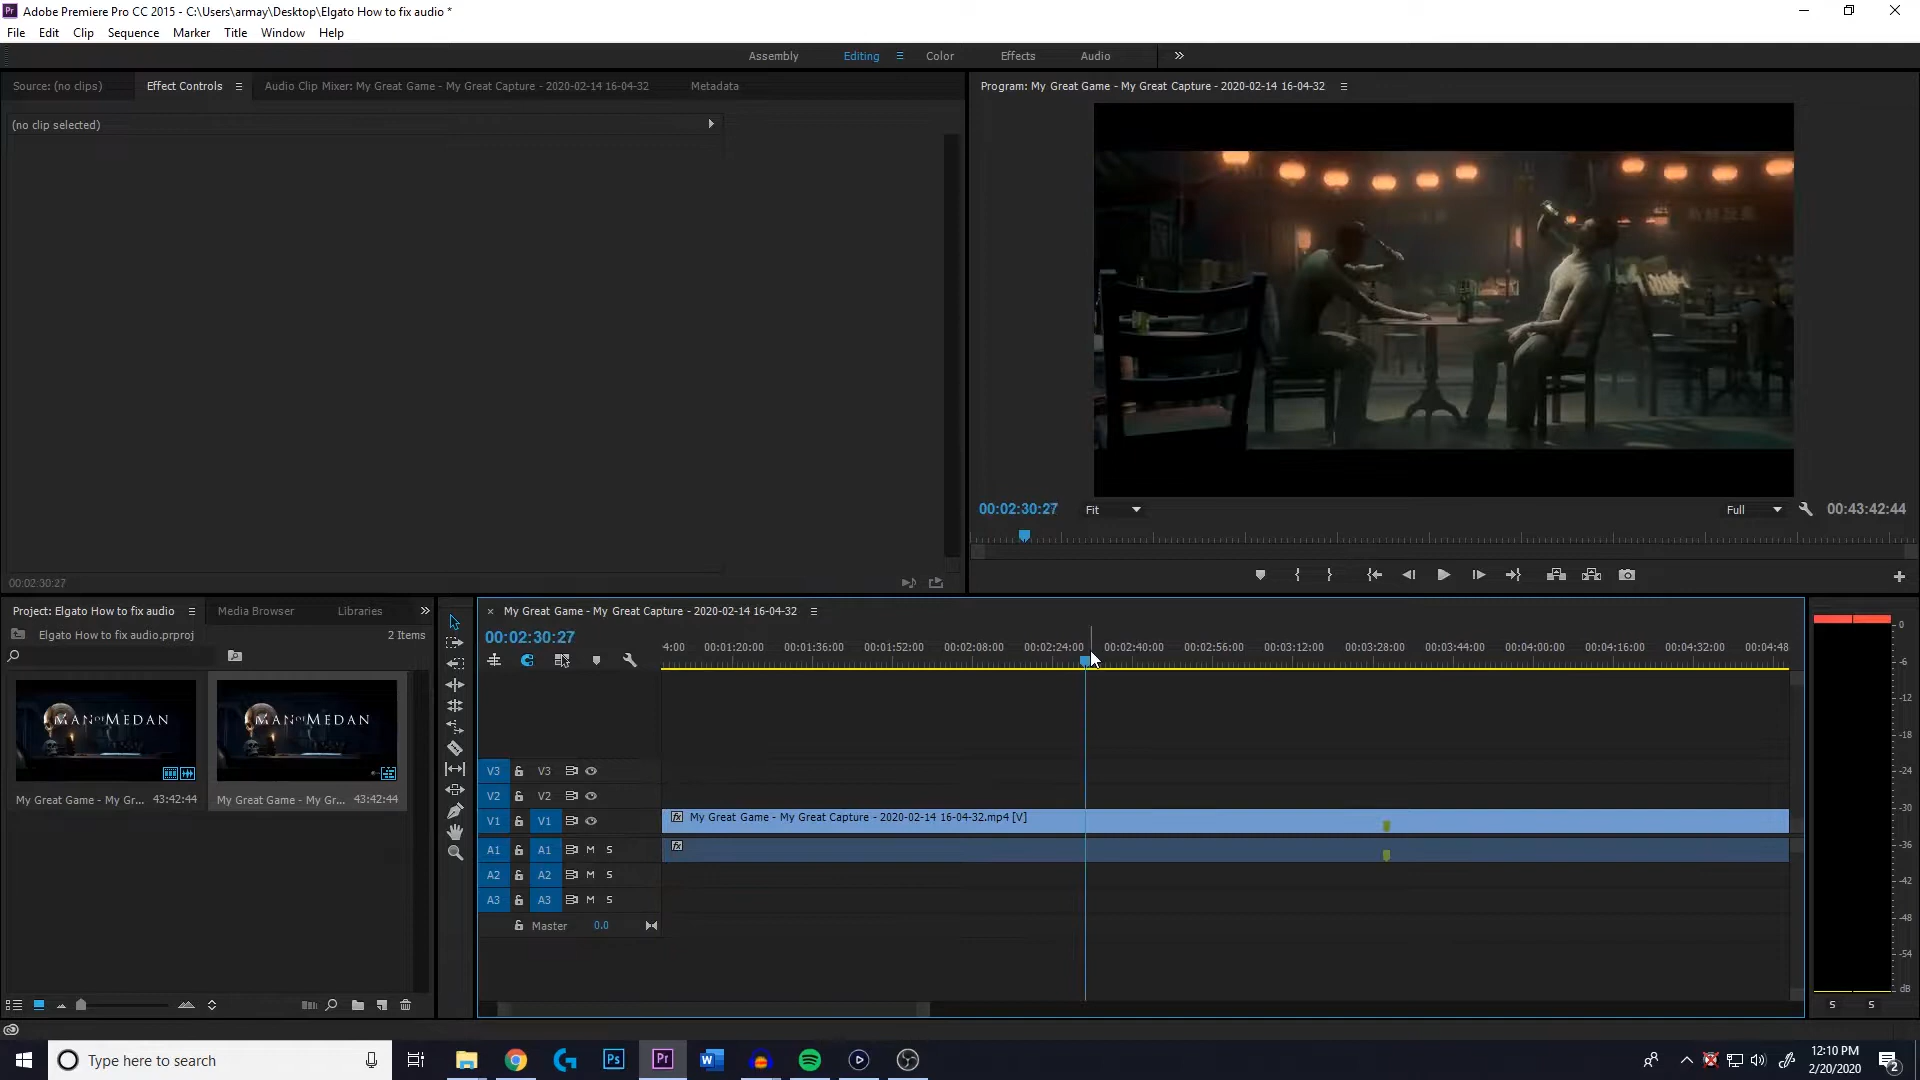 Adobe Premiere Pro CC 2015 - C:\Users\armay\Desktop\Elgato How to fix audio *
File Edit Clip Sequence Marker Title Window Help
Assembly Editing Color Effects Audio
Source: (no clips) Effect Controls Audio Clip Mixer: My Great Game - My Great Capture - 2020-02-14 16-04-32 Metadata
Program: My Great Game - My Great Capture - 2020-02-14 16-04-32
(no clip selected)
00:02:30:27 Fit Full 00:43:42:44
00:02:30:27
Project: Elgato How to fix audio Media Browser Libraries
Elgato How to fix audio.prproj 2 Items
MAN OF MEDAN
MAN OF MEDAN
My Great Game - My Gr... 43:42:44
My Great Game - My Gr... 43:42:44
× My Great Game - My Great Capture - 2020-02-14 16-04-32
00:02:30:27
4:00 00:01:20:00 00:01:36:00 00:01:52:00 00:02:08:00 00:02:24:00 00:02:40:00 00:02:56:00 00:03:12:00 00:03:28:00 00:03:44:00 00:04:00:00 00:04:16:00 00:04:32:00 00:04:48
V3 V3
V2 V2
V1 V1 fx My Great Game - My Great Capture - 2020-02-14 16-04-32.mp4 [V]
A1 A1 M S fx
A2 A2 M S
A3 A3 M S
Master 0.0
0
-6
-12
-18
-24
-30
-36
-42
-48
-54
dB
S S
Type here to search
Ps Pr W
12:10 PM
2/20/2020
2